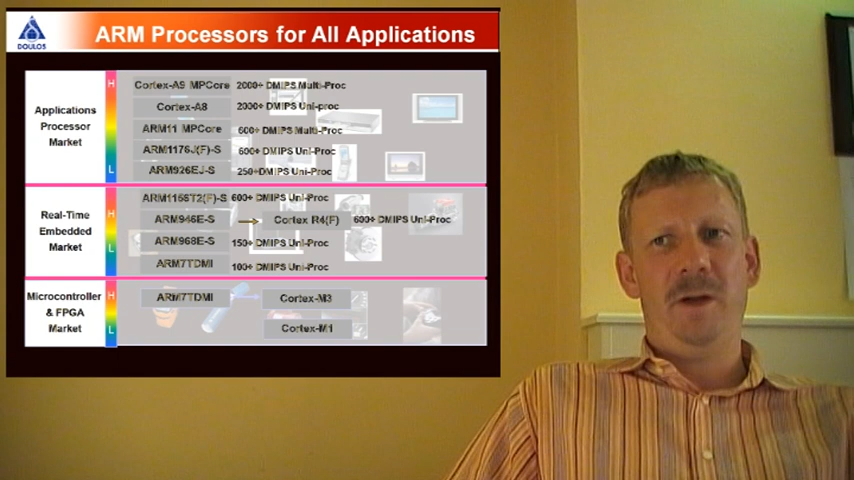 DOULOS
ARM Processors for All Applications
Applications
Processor
Market
H
L
Cortex-A9 MPCore 2000+ DMIPS Multi-Proc
Cortex-A8 2000+ DMIPS Uni-proc
ARM11 MPCore 600+ DMIPS Multi-Proc
ARM1176J(F)-S 600+ DMIPS Uni-Proc
ARM926EJ-S 250+DMIPS Uni-Proc
Real-Time
Embedded
Market
H
L
ARM1156T2(F)-S 600+ DMIPS Uni-Proc
ARM946E-S Cortex R4(F) 600+ DMIPS Uni-Proc
ARM968E-S 150+ DMIPS Uni-Proc
ARM7TDMI 100+ DMIPS Uni-Proc
Microcontroller
& FPGA
Market
H
L
ARM7TDMI Cortex-M3
Cortex-M1